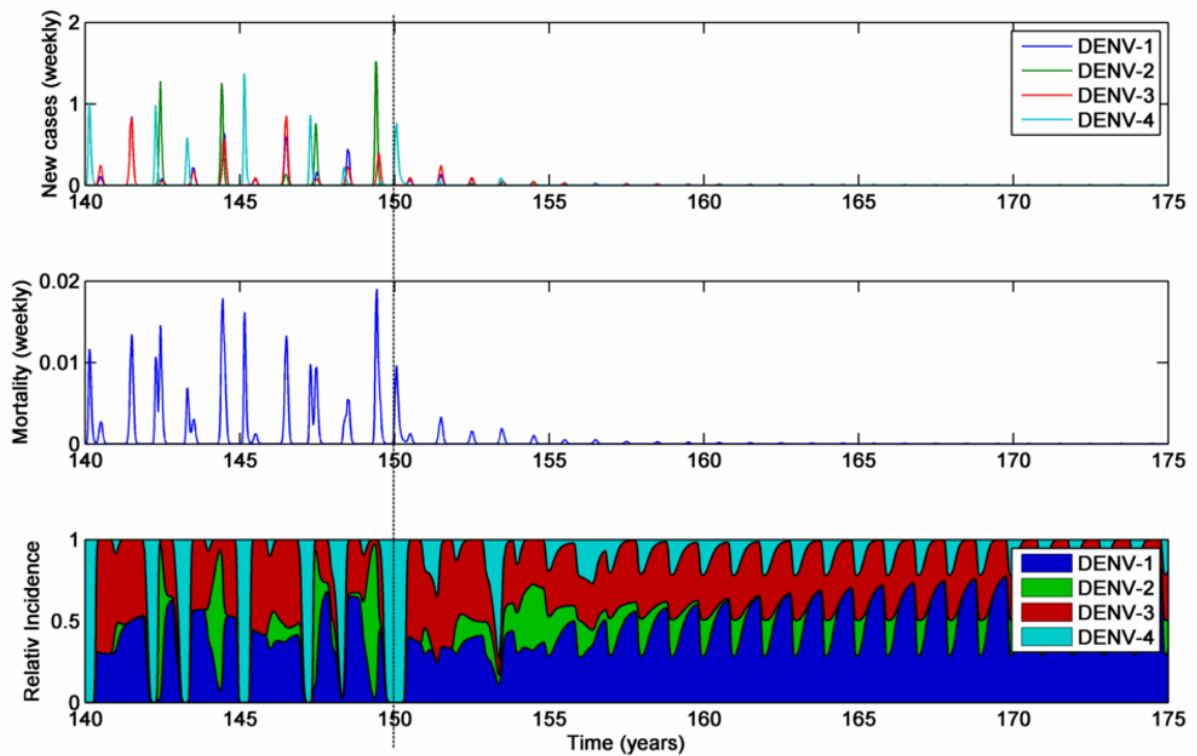 New cases (weekly)
2
1
0
140 145 150 155 160 165 170 175
DENV-1
DENV-2
DENV-3
DENV-4
Mortality (weekly)
0.02
0.01
0
140 145 150 155 160 165 170 175
Relativ Incidence
1
0.5
0
140 145 150 155 160 165 170 175
DENV-1
DENV-2
DENV-3
DENV-4
Time (years)